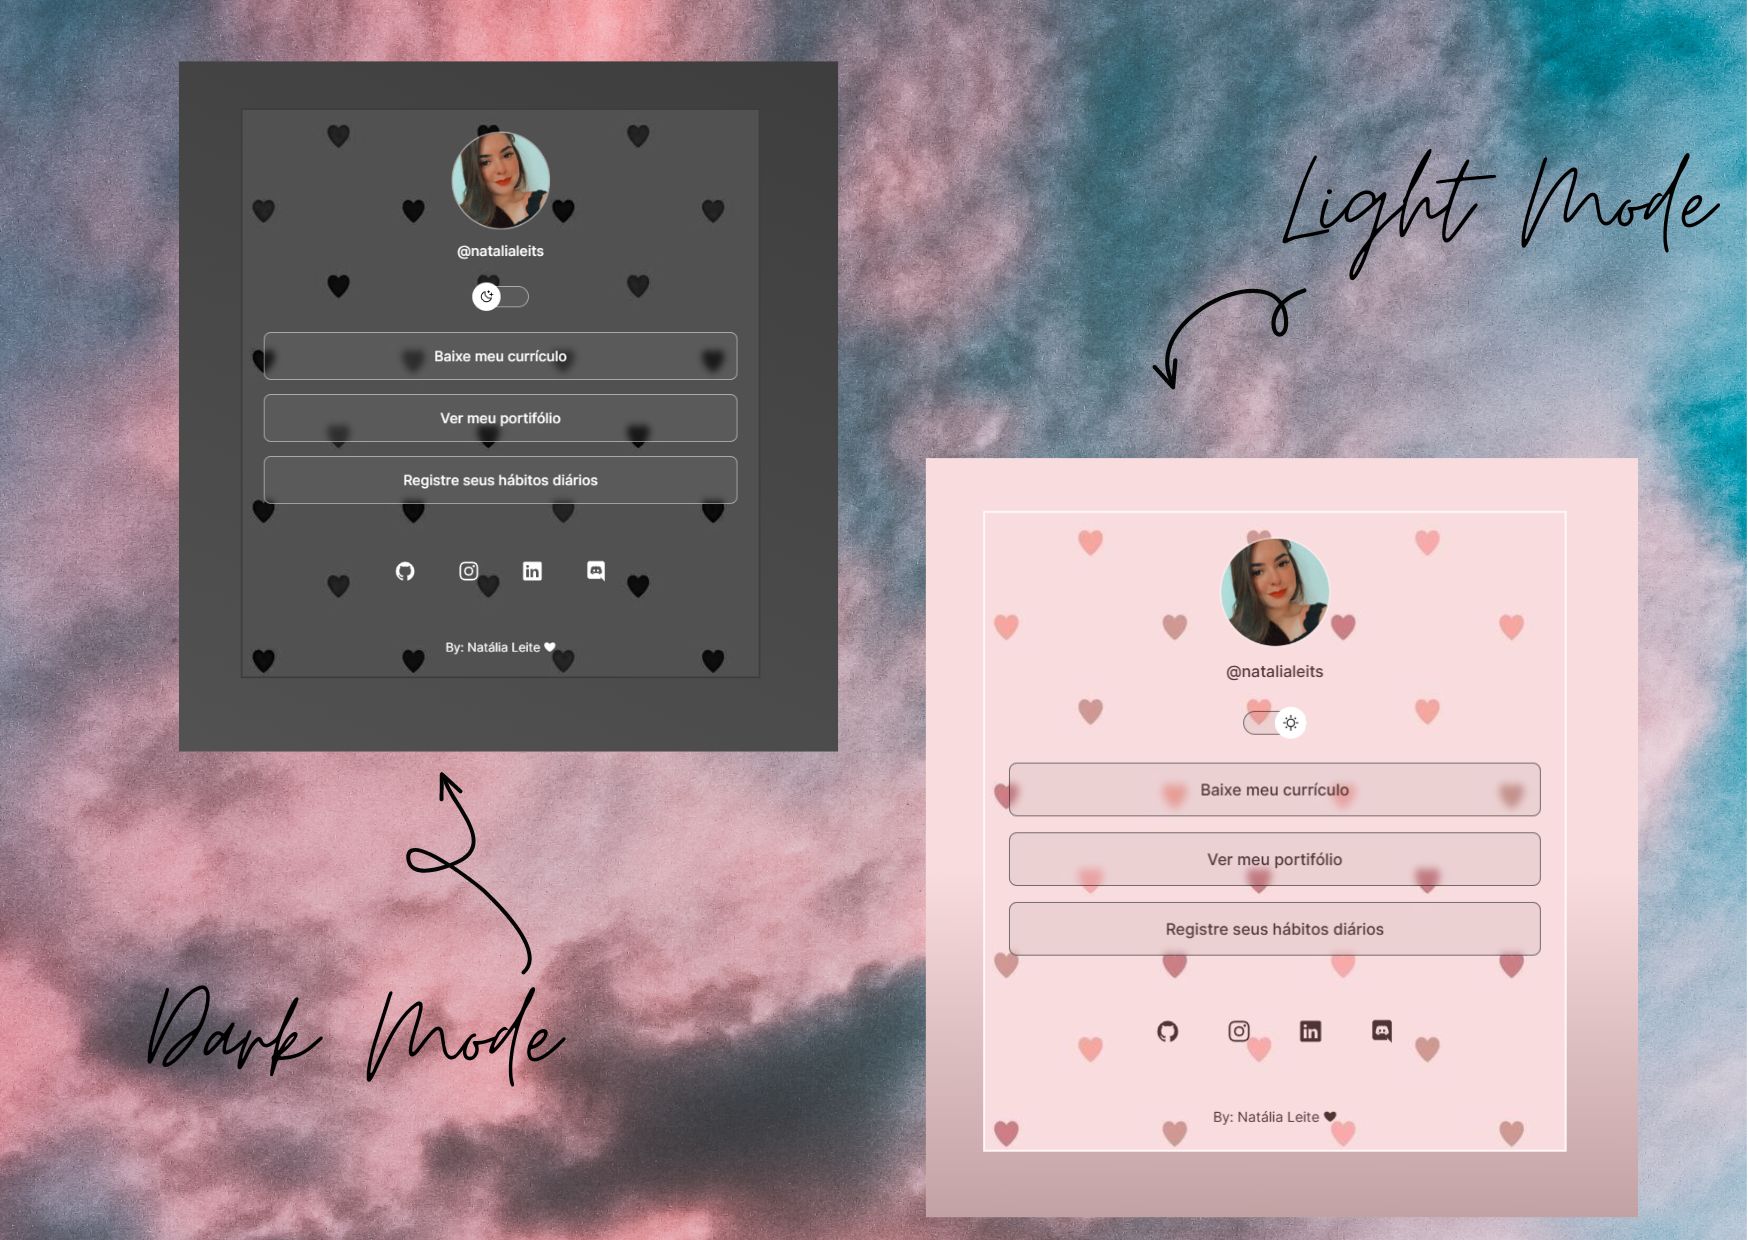 @natalialeits
Baixe meu currículo
Ver meu portifólio
Registre seus hábitos diários
By: Natália Leite
Dark Mode
Light Mode
@natalialeits
Baixe meu currículo
Ver meu portifólio
Registre seus hábitos diários
By: Natália Leite